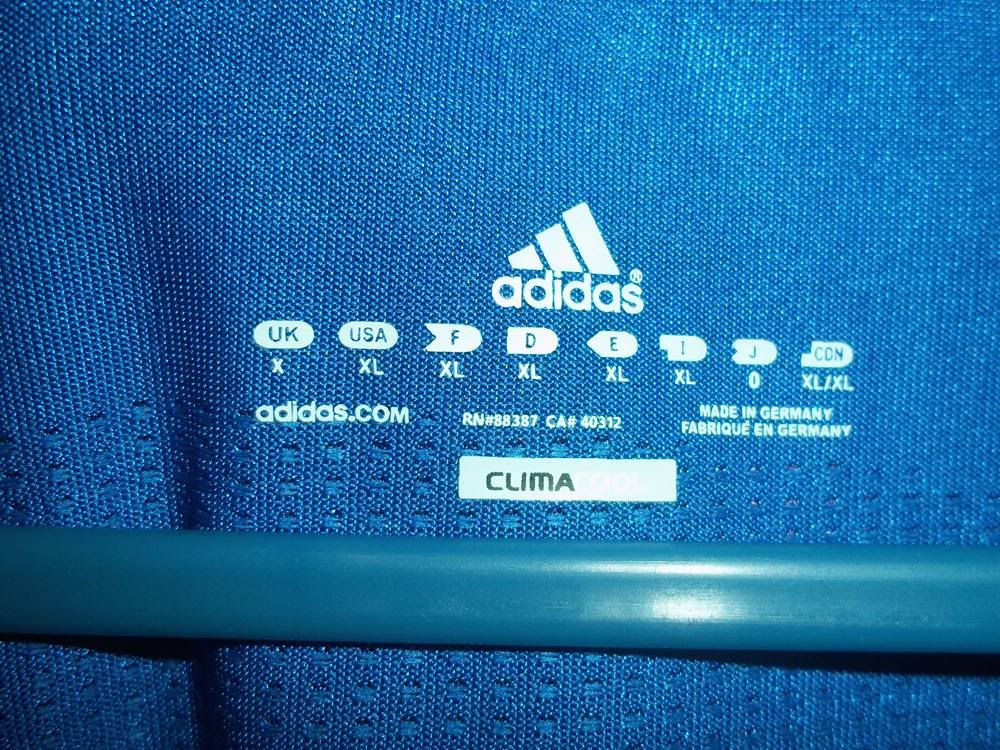 adidas®
UK USA F D E I J CDN
X XL XL XL XL XL 0 XL/XL
adidas.COM RN#88387 CA# 40312 MADE IN GERMANY
FABRIQUÉ EN GERMANY
CLIMACOOL